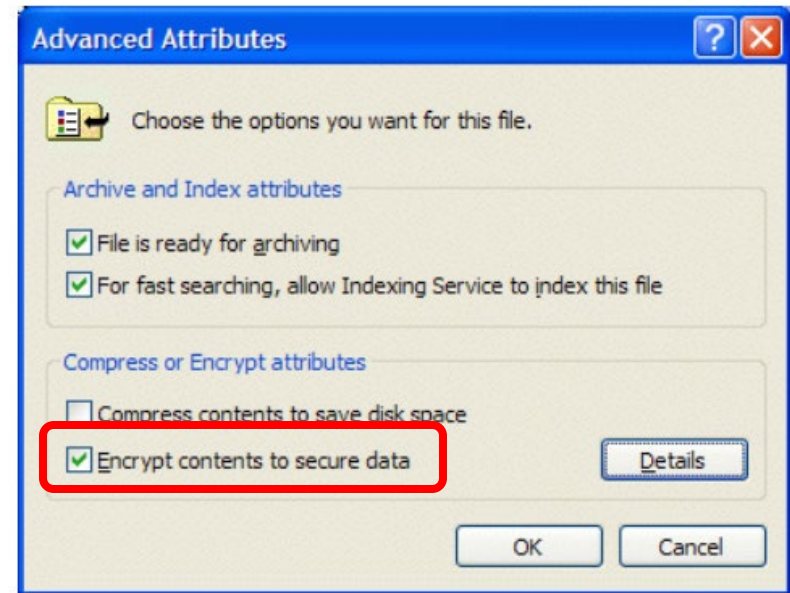 Advanced Attributes
?
Choose the options you want for this file.
Archive and Index attributes
File is ready for archiving
For fast searching, allow Indexing Service to index this file
Compress or Encrypt attributes
Compress contents to save disk space
Encrypt contents to secure data
Details
OK
Cancel